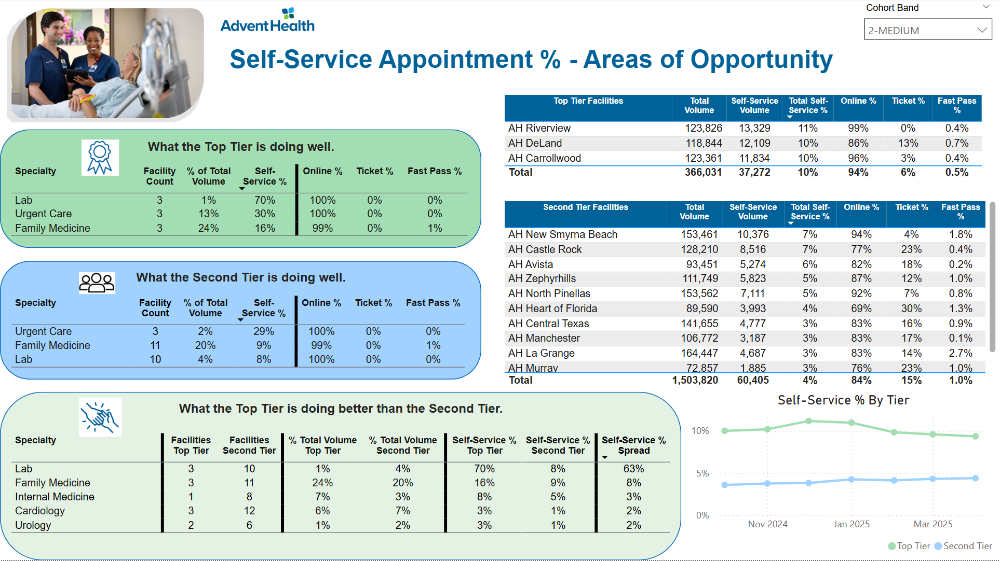 AdventHealth
Cohort Band
2-MEDIUM
Self-Service Appointment % - Areas of Opportunity
What the Top Tier is doing well.
Specialty Facility Count % of Total Volume Self-Service % Online % Ticket % Fast Pass %
Lab 3 1% 70% 100% 0% 0%
Urgent Care 3 13% 30% 100% 0% 0%
Family Medicine 3 24% 16% 99% 0% 1%
What the Second Tier is doing well.
Specialty Facility Count % of Total Volume Self-Service % Online % Ticket % Fast Pass %
Urgent Care 3 2% 29% 100% 0% 0%
Family Medicine 11 20% 9% 99% 0% 1%
Lab 10 4% 8% 100% 0% 0%
Top Tier Facilities Total Volume Self-Service Volume Total Self-Service % Online % Ticket % Fast Pass %
AH Riverview 123,826 13,329 11% 99% 0% 0.4%
AH DeLand 118,844 12,109 10% 86% 13% 0.7%
AH Carrollwood 123,361 11,834 10% 96% 3% 0.4%
Total 366,031 37,272 10% 94% 6% 0.5%
Second Tier Facilities Total Volume Self-Service Volume Total Self-Service % Online % Ticket % Fast Pass %
AH New Smyrna Beach 153,461 10,376 7% 94% 4% 1.8%
AH Castle Rock 128,210 8,516 7% 77% 23% 0.4%
AH Avista 93,451 5,274 6% 82% 18% 0.2%
AH Zephyrhills 111,749 5,823 5% 87% 12% 1.0%
AH North Pinellas 153,562 7,111 5% 92% 7% 0.8%
AH Heart of Florida 89,590 3,993 4% 69% 30% 1.3%
AH Central Texas 141,655 4,777 3% 83% 16% 0.9%
AH Manchester 106,772 3,187 3% 83% 17% 0.1%
AH La Grange 164,447 4,687 3% 83% 14% 2.7%
AH Murray 72,857 1,885 3% 76% 23% 1.0%
Total 1,503,820 60,405 4% 84% 15% 1.0%
What the Top Tier is doing better than the Second Tier.
Specialty Facilities Top Tier Facilities Second Tier % Total Volume Top Tier % Total Volume Second Tier Self-Service % Top Tier Self-Service % Second Tier Self-Service % Spread
Lab 3 10 1% 4% 70% 8% 63%
Family Medicine 3 11 24% 20% 16% 9% 8%
Internal Medicine 1 8 7% 3% 8% 5% 3%
Cardiology 3 12 6% 7% 3% 1% 2%
Urology 2 6 1% 2% 3% 1% 2%
Self-Service % By Tier
10%
5%
0%
Nov 2024 Jan 2025 Mar 2025
Top Tier Second Tier